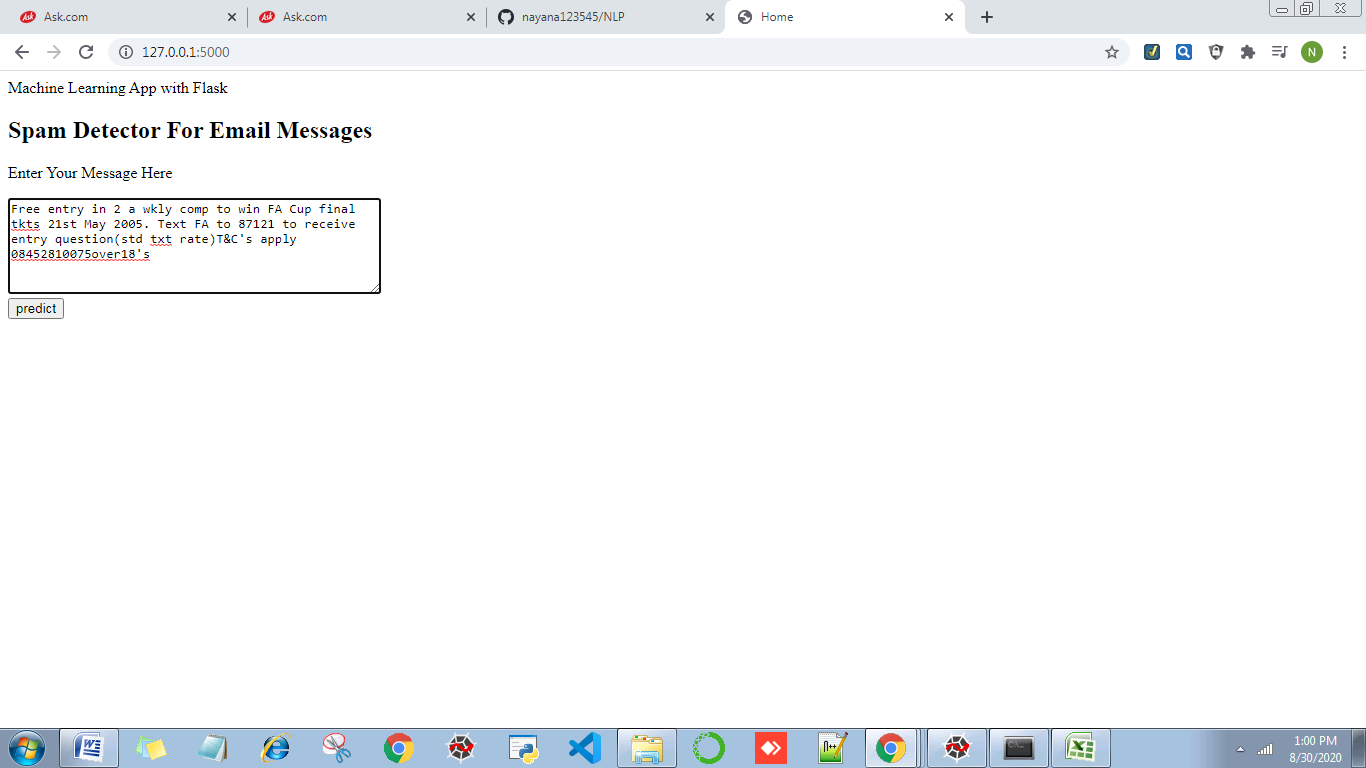 Ask.com
Ask.com
nayana123545/NLP
Home
127.0.0.1:5000
N
Machine Learning App with Flask
Spam Detector For Email Messages
Enter Your Message Here
Free entry in 2 a wkly comp to win FA Cup final
tkts 21st May 2005. Text FA to 87121 to receive
entry question(std txt rate)T&C's apply
08452810075over18's
predict
1:00 PM
8/30/2020